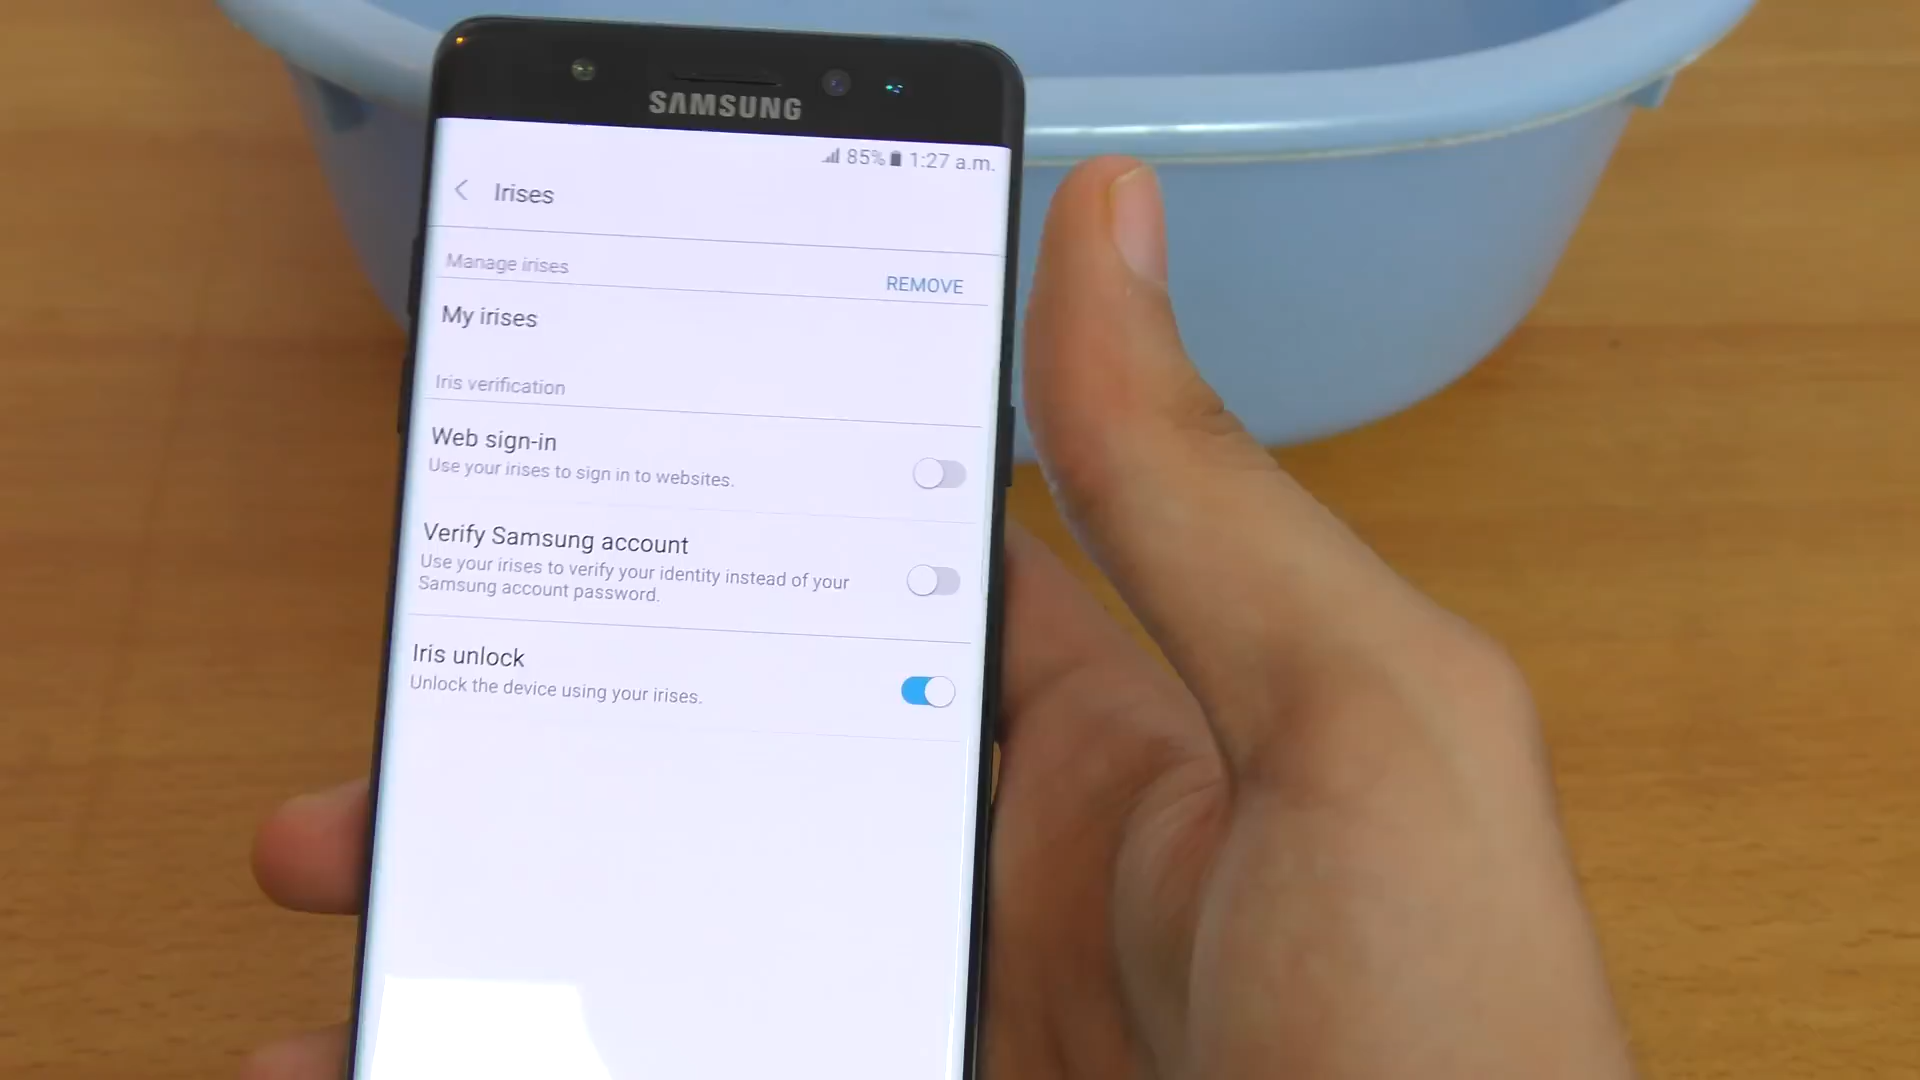 SAMSUNG
85% 1:27 a.m.
Irises
Manage irises
REMOVE
My irises
Iris verification
Web sign-in
Use your irises to sign in to websites.
Verify Samsung account
Use your irises to verify your identity instead of your
Samsung account password.
Iris unlock
Unlock the device using your irises.